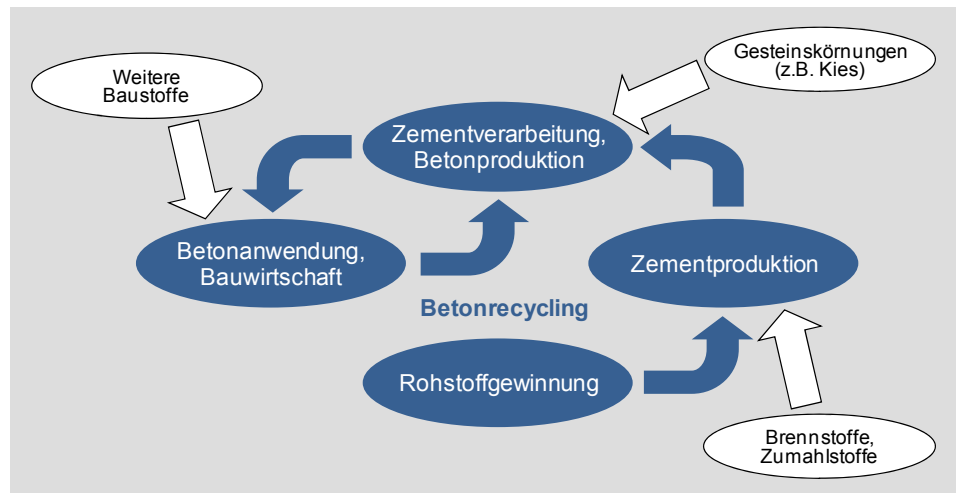 Gesteinskörnungen
(z.B. Kies)
Weitere
Baustoffe
Zementverarbeitung,
Betonproduktion
Betonanwendung,
Bauwirtschaft
Zementproduktion
Betonrecycling
Rohstoffgewinnung
Brennstoffe,
Zumahlstoffe